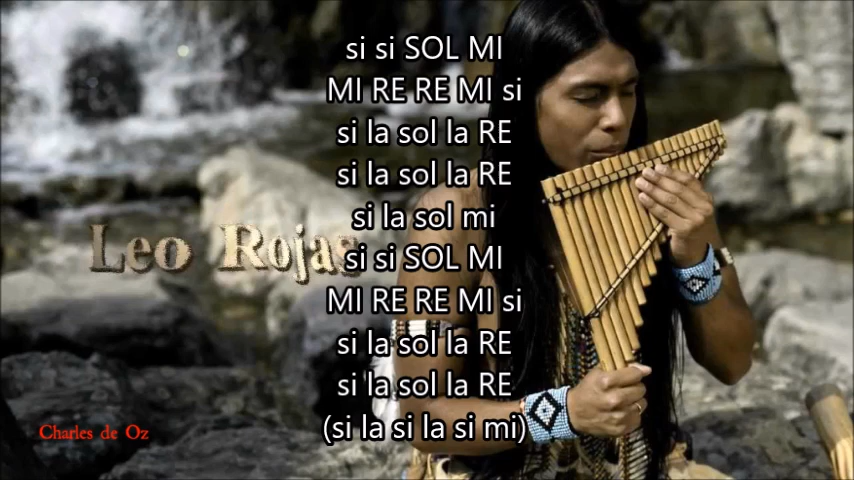 si si SOL MI
MI RE RE MI si
si la sol la RE
si la sol la RE
si la sol mi
Leo Rojas
si si SOL MI
MI RE RE MI si
si la sol la RE
si la sol la RE
(si la si la si mi)
Charles de Oz